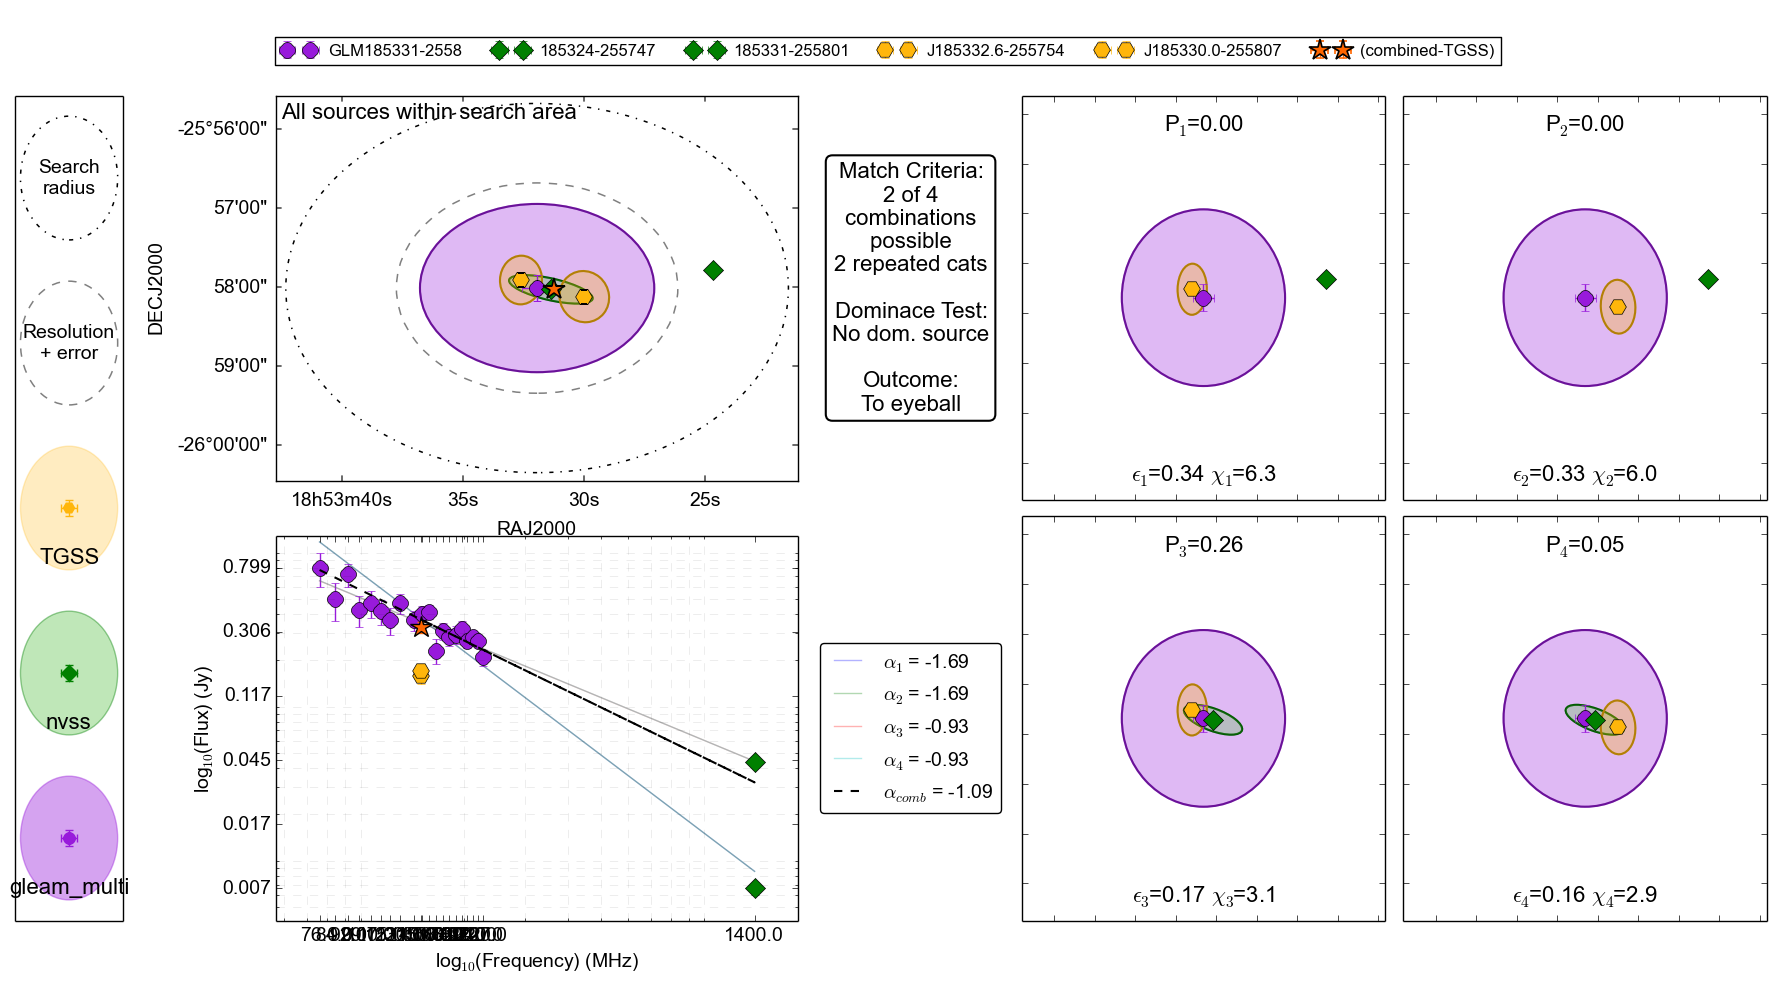 GLM185331-2558 185324-255747 185331-255801 J185332.6-255754 J185330.0-255807 (combined-TGSS)
Search
radius
Resolution
+ error
TGSS
nvss
gleam_multi
All sources within search area
DECJ2000
-25°56'00"
57'00"
58'00"
59'00"
-26°00'00"
18h53m40s 35s 30s 25s
RAJ2000
Match Criteria:
2 of 4
combinations
possible
2 repeated cats
Dominace Test:
No dom. source
Outcome:
To eyeball
P1=0.00
ϵ1=0.34 χ1=6.3
P2=0.00
ϵ2=0.33 χ2=6.0
P3=0.26
ϵ3=0.17 χ3=3.1
P4=0.05
ϵ4=0.16 χ4=2.9
log10(Flux) (Jy)
0.799
0.306
0.117
0.045
0.017
0.007
1400.0
log10(Frequency) (MHz)
α1 = -1.69
α2 = -1.69
α3 = -0.93
α4 = -0.93
αcomb = -1.09